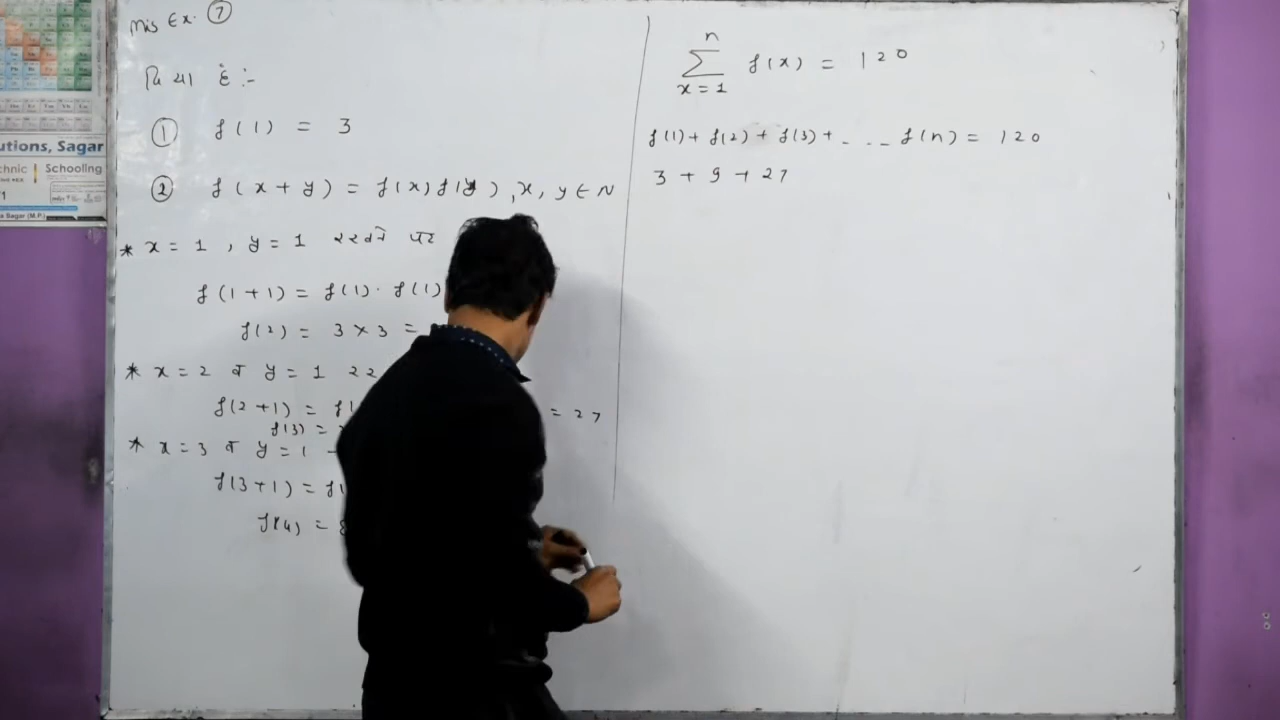 Mis Ex. 7
दिया है :-
① f(1) = 3
② f(x+y) = f(x) f(y), x, y ∈ N
* x = 1, y = 1 रखने पर
f(1+1) = f(1) · f(1)
f(2) = 3 × 3 =
* x = 2 व y = 1
f(2+1) = = 27
f(3) =
* x = 3 व y = 1
f(3+1) =
f(4) = 8
n
∑ f(x) = 120
x = 1
f(1) + f(2) + f(3) + ... f(n) = 120
3 + 9 + 27
utions, Sagar
chnic | Schooling
Sagar (M.P.)